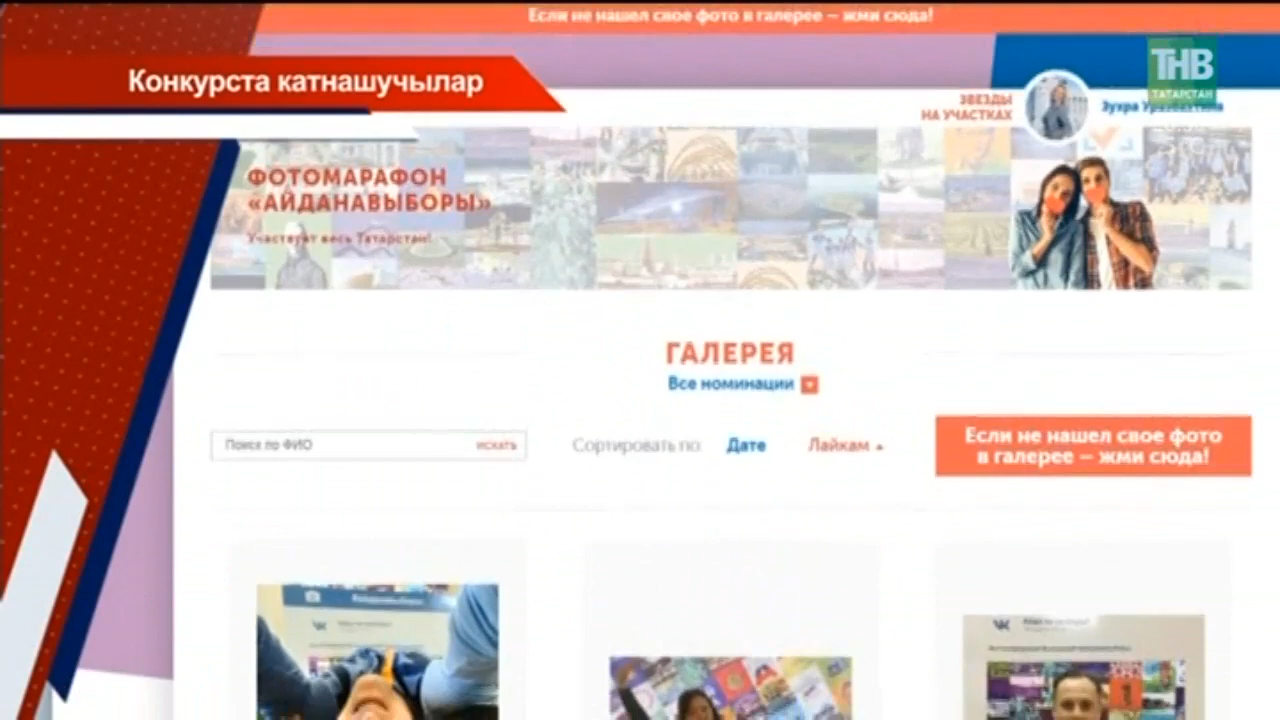 Если не нашел свое фото в галерее – жми сюда!
Конкурста катнашучылар
ТНВ
ТАТАРСТАН
ЗВЕЗДЫ
НА УЧАСТКАХ
Зухра
ФОТОМАРАФОН
«АЙДАНАВЫБОРЫ»
Участвует весь Татарстан!
ГАЛЕРЕЯ
Все номинации
Поиск по ФИО
искать
Сортировать по:
Дате
Лайкам
Если не нашел свое фото
в галерее – жми сюда!